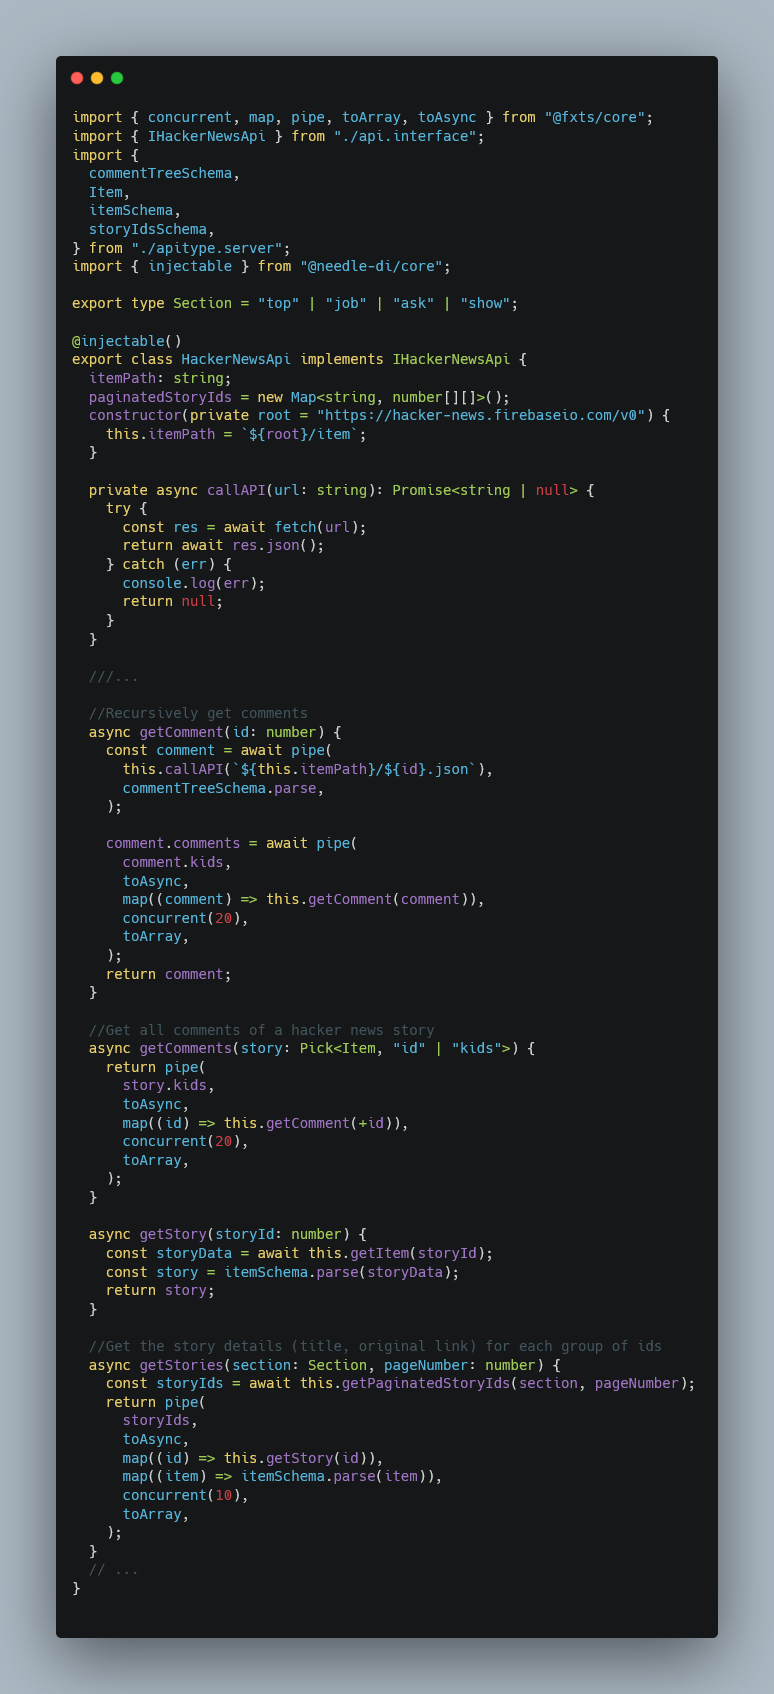 import { concurrent, map, pipe, toArray, toAsync } from "@fxts/core";
import { IHackerNewsApi } from "./api.interface";
import {
  commentTreeSchema,
  Item,
  itemSchema,
  storyIdsSchema,
} from "./apitype.server";
import { injectable } from "@needle-di/core";

export type Section = "top" | "job" | "ask" | "show";

@injectable()
export class HackerNewsApi implements IHackerNewsApi {
  itemPath: string;
  paginatedStoryIds = new Map<string, number[][]>();
  constructor(private root = "https://hacker-news.firebaseio.com/v0") {
    this.itemPath = `${root}/item`;
  }

  private async callAPI(url: string): Promise<string | null> {
    try {
      const res = await fetch(url);
      return await res.json();
    } catch (err) {
      console.log(err);
      return null;
    }
  }

  ///...

  //Recursively get comments
  async getComment(id: number) {
    const comment = await pipe(
      this.callAPI(`${this.itemPath}/${id}.json`),
      commentTreeSchema.parse,
    );

    comment.comments = await pipe(
      comment.kids,
      toAsync,
      map((comment) => this.getComment(comment)),
      concurrent(20),
      toArray,
    );
    return comment;
  }

  //Get all comments of a hacker news story
  async getComments(story: Pick<Item, "id" | "kids">) {
    return pipe(
      story.kids,
      toAsync,
      map((id) => this.getComment(+id)),
      concurrent(20),
      toArray,
    );
  }

  async getStory(storyId: number) {
    const storyData = await this.getItem(storyId);
    const story = itemSchema.parse(storyData);
    return story;
  }

  //Get the story details (title, original link) for each group of ids
  async getStories(section: Section, pageNumber: number) {
    const storyIds = await this.getPaginatedStoryIds(section, pageNumber);
    return pipe(
      storyIds,
      toAsync,
      map((id) => this.getStory(id)),
      map((item) => itemSchema.parse(item)),
      concurrent(10),
      toArray,
    );
  }
  // ...
}